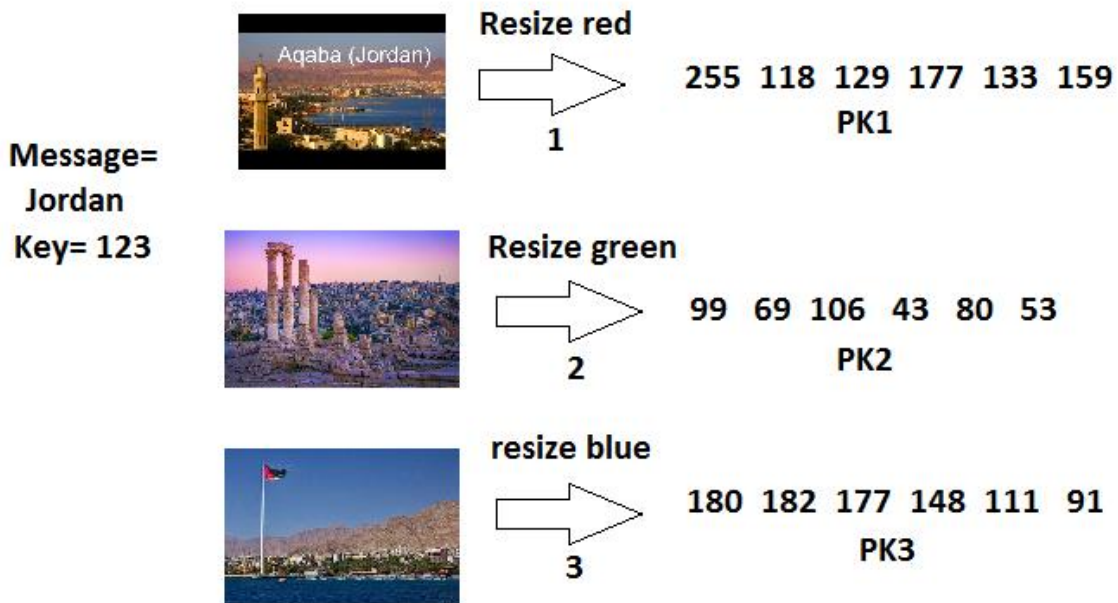 Message=
Jordan
Key= 123
Aqaba (Jordan)
Resize red
1
255 118 129 177 133 159
PK1
Resize green
2
99 69 106 43 80 53
PK2
resize blue
3
180 182 177 148 111 91
PK3